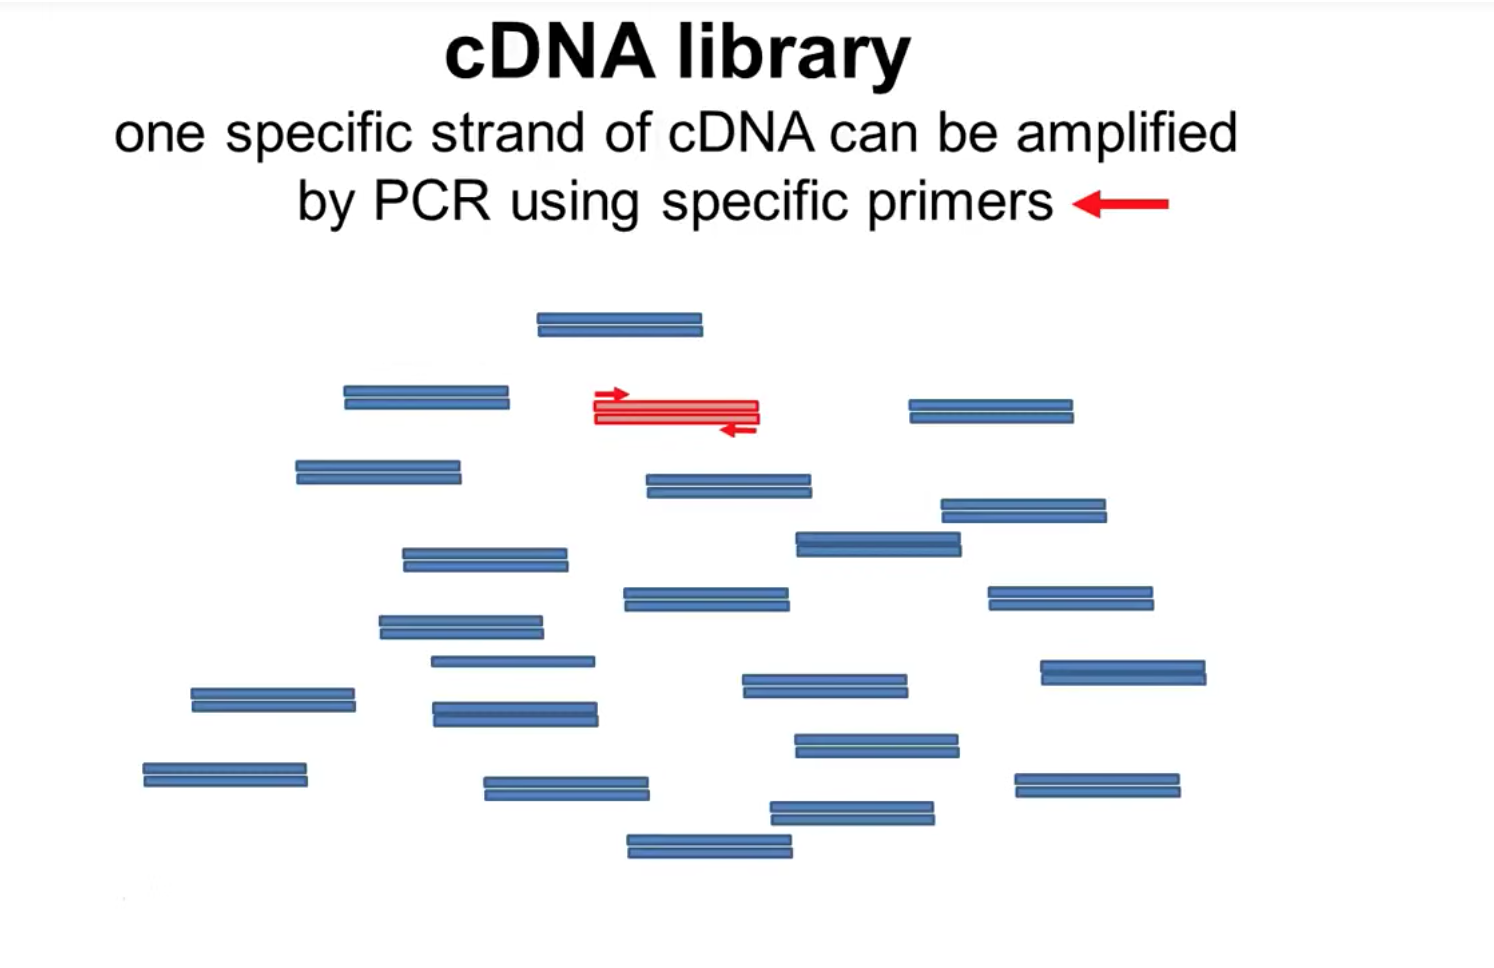 cDNA library
one specific strand of cDNA can be amplified
by PCR using specific primers